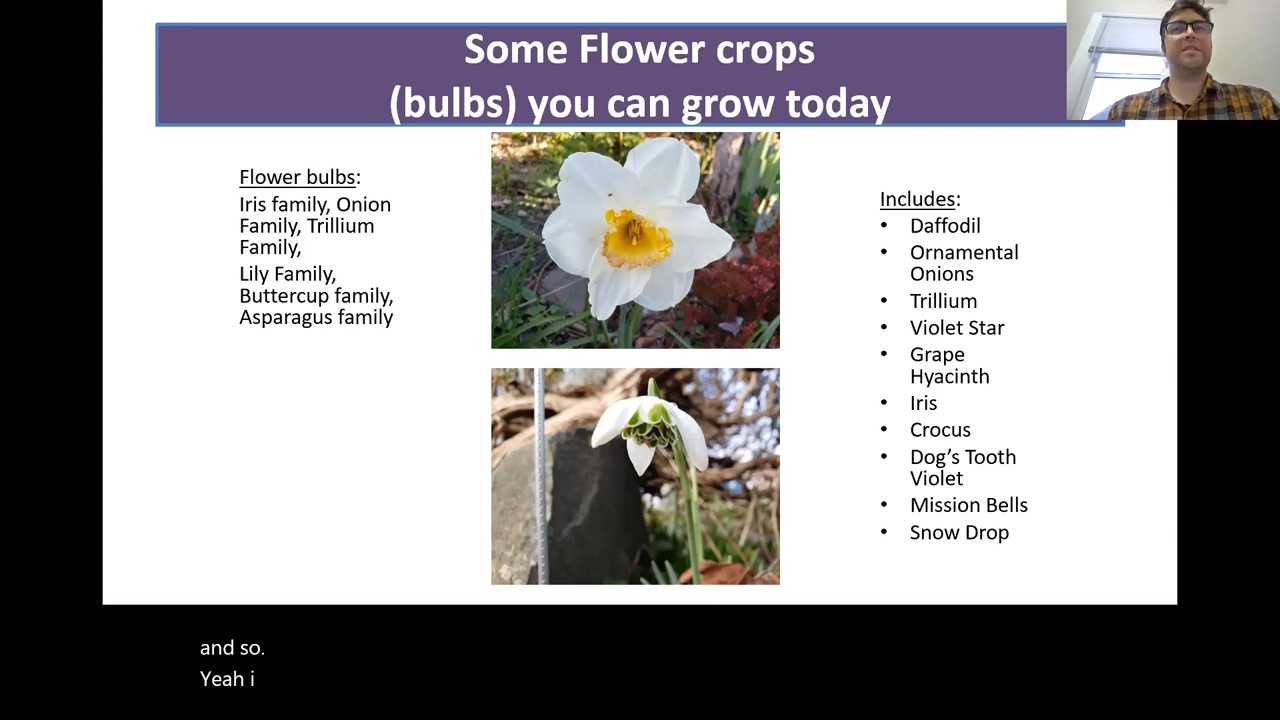 Some Flower crops
(bulbs) you can grow today
Flower bulbs:
Iris family, Onion
Family, Trillium
Family,
Lily Family,
Buttercup family,
Asparagus family
Includes:
• Daffodil
• Ornamental
Onions
• Trillium
• Violet Star
• Grape
Hyacinth
• Iris
• Crocus
• Dog’s Tooth
Violet
• Mission Bells
• Snow Drop
and so.
Yeah i